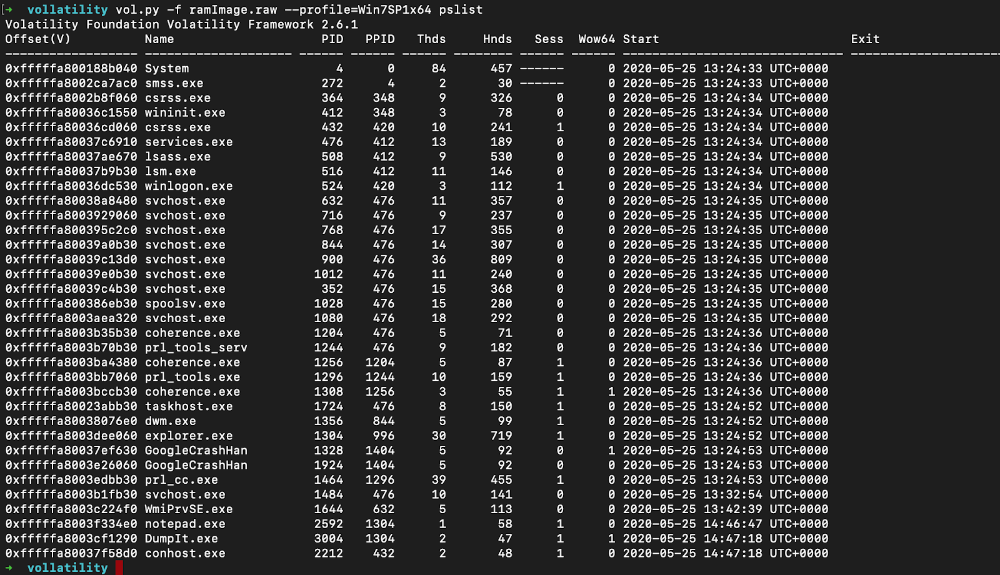 [➜  vollatility vol.py -f ramImage.raw --profile=Win7SP1x64 pslist
Volatility Foundation Volatility Framework 2.6.1
Offset(V)          Name                    PID   PPID   Thds     Hnds   Sess  Wow64 Start                          Exit
------------------ -------------------- ------ ------ ------ -------- ------ ------ ------------------------------ --------------------
0xfffffa800188b040 System                    4      0     84      457 ------      0 2020-05-25 13:24:33 UTC+0000
0xfffffa8002ca7ac0 smss.exe                272      4      2       30 ------      0 2020-05-25 13:24:33 UTC+0000
0xfffffa8002b8f060 csrss.exe               364    348      9      326      0      0 2020-05-25 13:24:34 UTC+0000
0xfffffa80036c1550 wininit.exe             412    348      3       78      0      0 2020-05-25 13:24:34 UTC+0000
0xfffffa80036cd060 csrss.exe               432    420     10      241      1      0 2020-05-25 13:24:34 UTC+0000
0xfffffa80037c6910 services.exe            476    412     13      189      0      0 2020-05-25 13:24:34 UTC+0000
0xfffffa80037ae670 lsass.exe               508    412      9      530      0      0 2020-05-25 13:24:34 UTC+0000
0xfffffa80037b9b30 lsm.exe                 516    412     11      146      0      0 2020-05-25 13:24:34 UTC+0000
0xfffffa80036dc530 winlogon.exe            524    420      3      112      1      0 2020-05-25 13:24:34 UTC+0000
0xfffffa80038a8480 svchost.exe             632    476     11      357      0      0 2020-05-25 13:24:35 UTC+0000
0xfffffa8003929060 svchost.exe             716    476      9      237      0      0 2020-05-25 13:24:35 UTC+0000
0xfffffa800395c2c0 svchost.exe             768    476     17      355      0      0 2020-05-25 13:24:35 UTC+0000
0xfffffa80039a0b30 svchost.exe             844    476     14      307      0      0 2020-05-25 13:24:35 UTC+0000
0xfffffa80039c13d0 svchost.exe             900    476     36      809      0      0 2020-05-25 13:24:35 UTC+0000
0xfffffa80039e0b30 svchost.exe            1012    476     11      240      0      0 2020-05-25 13:24:35 UTC+0000
0xfffffa80039c4b30 svchost.exe             352    476     15      368      0      0 2020-05-25 13:24:35 UTC+0000
0xfffffa800386eb30 spoolsv.exe            1028    476     15      280      0      0 2020-05-25 13:24:35 UTC+0000
0xfffffa8003aea320 svchost.exe            1080    476     18      292      0      0 2020-05-25 13:24:35 UTC+0000
0xfffffa8003b35b30 coherence.exe          1204    476      5       71      0      0 2020-05-25 13:24:36 UTC+0000
0xfffffa8003b70b30 prl_tools_serv         1244    476      9      182      0      0 2020-05-25 13:24:36 UTC+0000
0xfffffa8003ba4380 coherence.exe          1256   1204      5       87      1      0 2020-05-25 13:24:36 UTC+0000
0xfffffa8003bb7060 prl_tools.exe          1296   1244     10      159      1      0 2020-05-25 13:24:36 UTC+0000
0xfffffa8003bccb30 coherence.exe          1308   1256      3       55      1      1 2020-05-25 13:24:36 UTC+0000
0xfffffa80023abb30 taskhost.exe           1724    476      8      150      1      0 2020-05-25 13:24:52 UTC+0000
0xfffffa80038076e0 dwm.exe                1356    844      5       99      1      0 2020-05-25 13:24:52 UTC+0000
0xfffffa8003dee060 explorer.exe           1304    996     30      719      1      0 2020-05-25 13:24:52 UTC+0000
0xfffffa80037ef630 GoogleCrashHan         1328   1404      5       92      0      1 2020-05-25 13:24:53 UTC+0000
0xfffffa8003e26060 GoogleCrashHan         1924   1404      5       92      0      0 2020-05-25 13:24:53 UTC+0000
0xfffffa8003edbb30 prl_cc.exe             1464   1296     39      455      1      0 2020-05-25 13:24:53 UTC+0000
0xfffffa8003b1fb30 svchost.exe            1484    476     10      141      0      0 2020-05-25 13:32:54 UTC+0000
0xfffffa8003c224f0 WmiPrvSE.exe           1644    632      5      113      0      0 2020-05-25 13:42:39 UTC+0000
0xfffffa8003f334e0 notepad.exe            2592   1304      1       58      1      0 2020-05-25 14:46:47 UTC+0000
0xfffffa8003cf1290 DumpIt.exe             3004   1304      2       47      1      1 2020-05-25 14:47:18 UTC+0000
0xfffffa80037f58d0 conhost.exe            2212    432      2       48      1      0 2020-05-25 14:47:18 UTC+0000
➜  vollatility